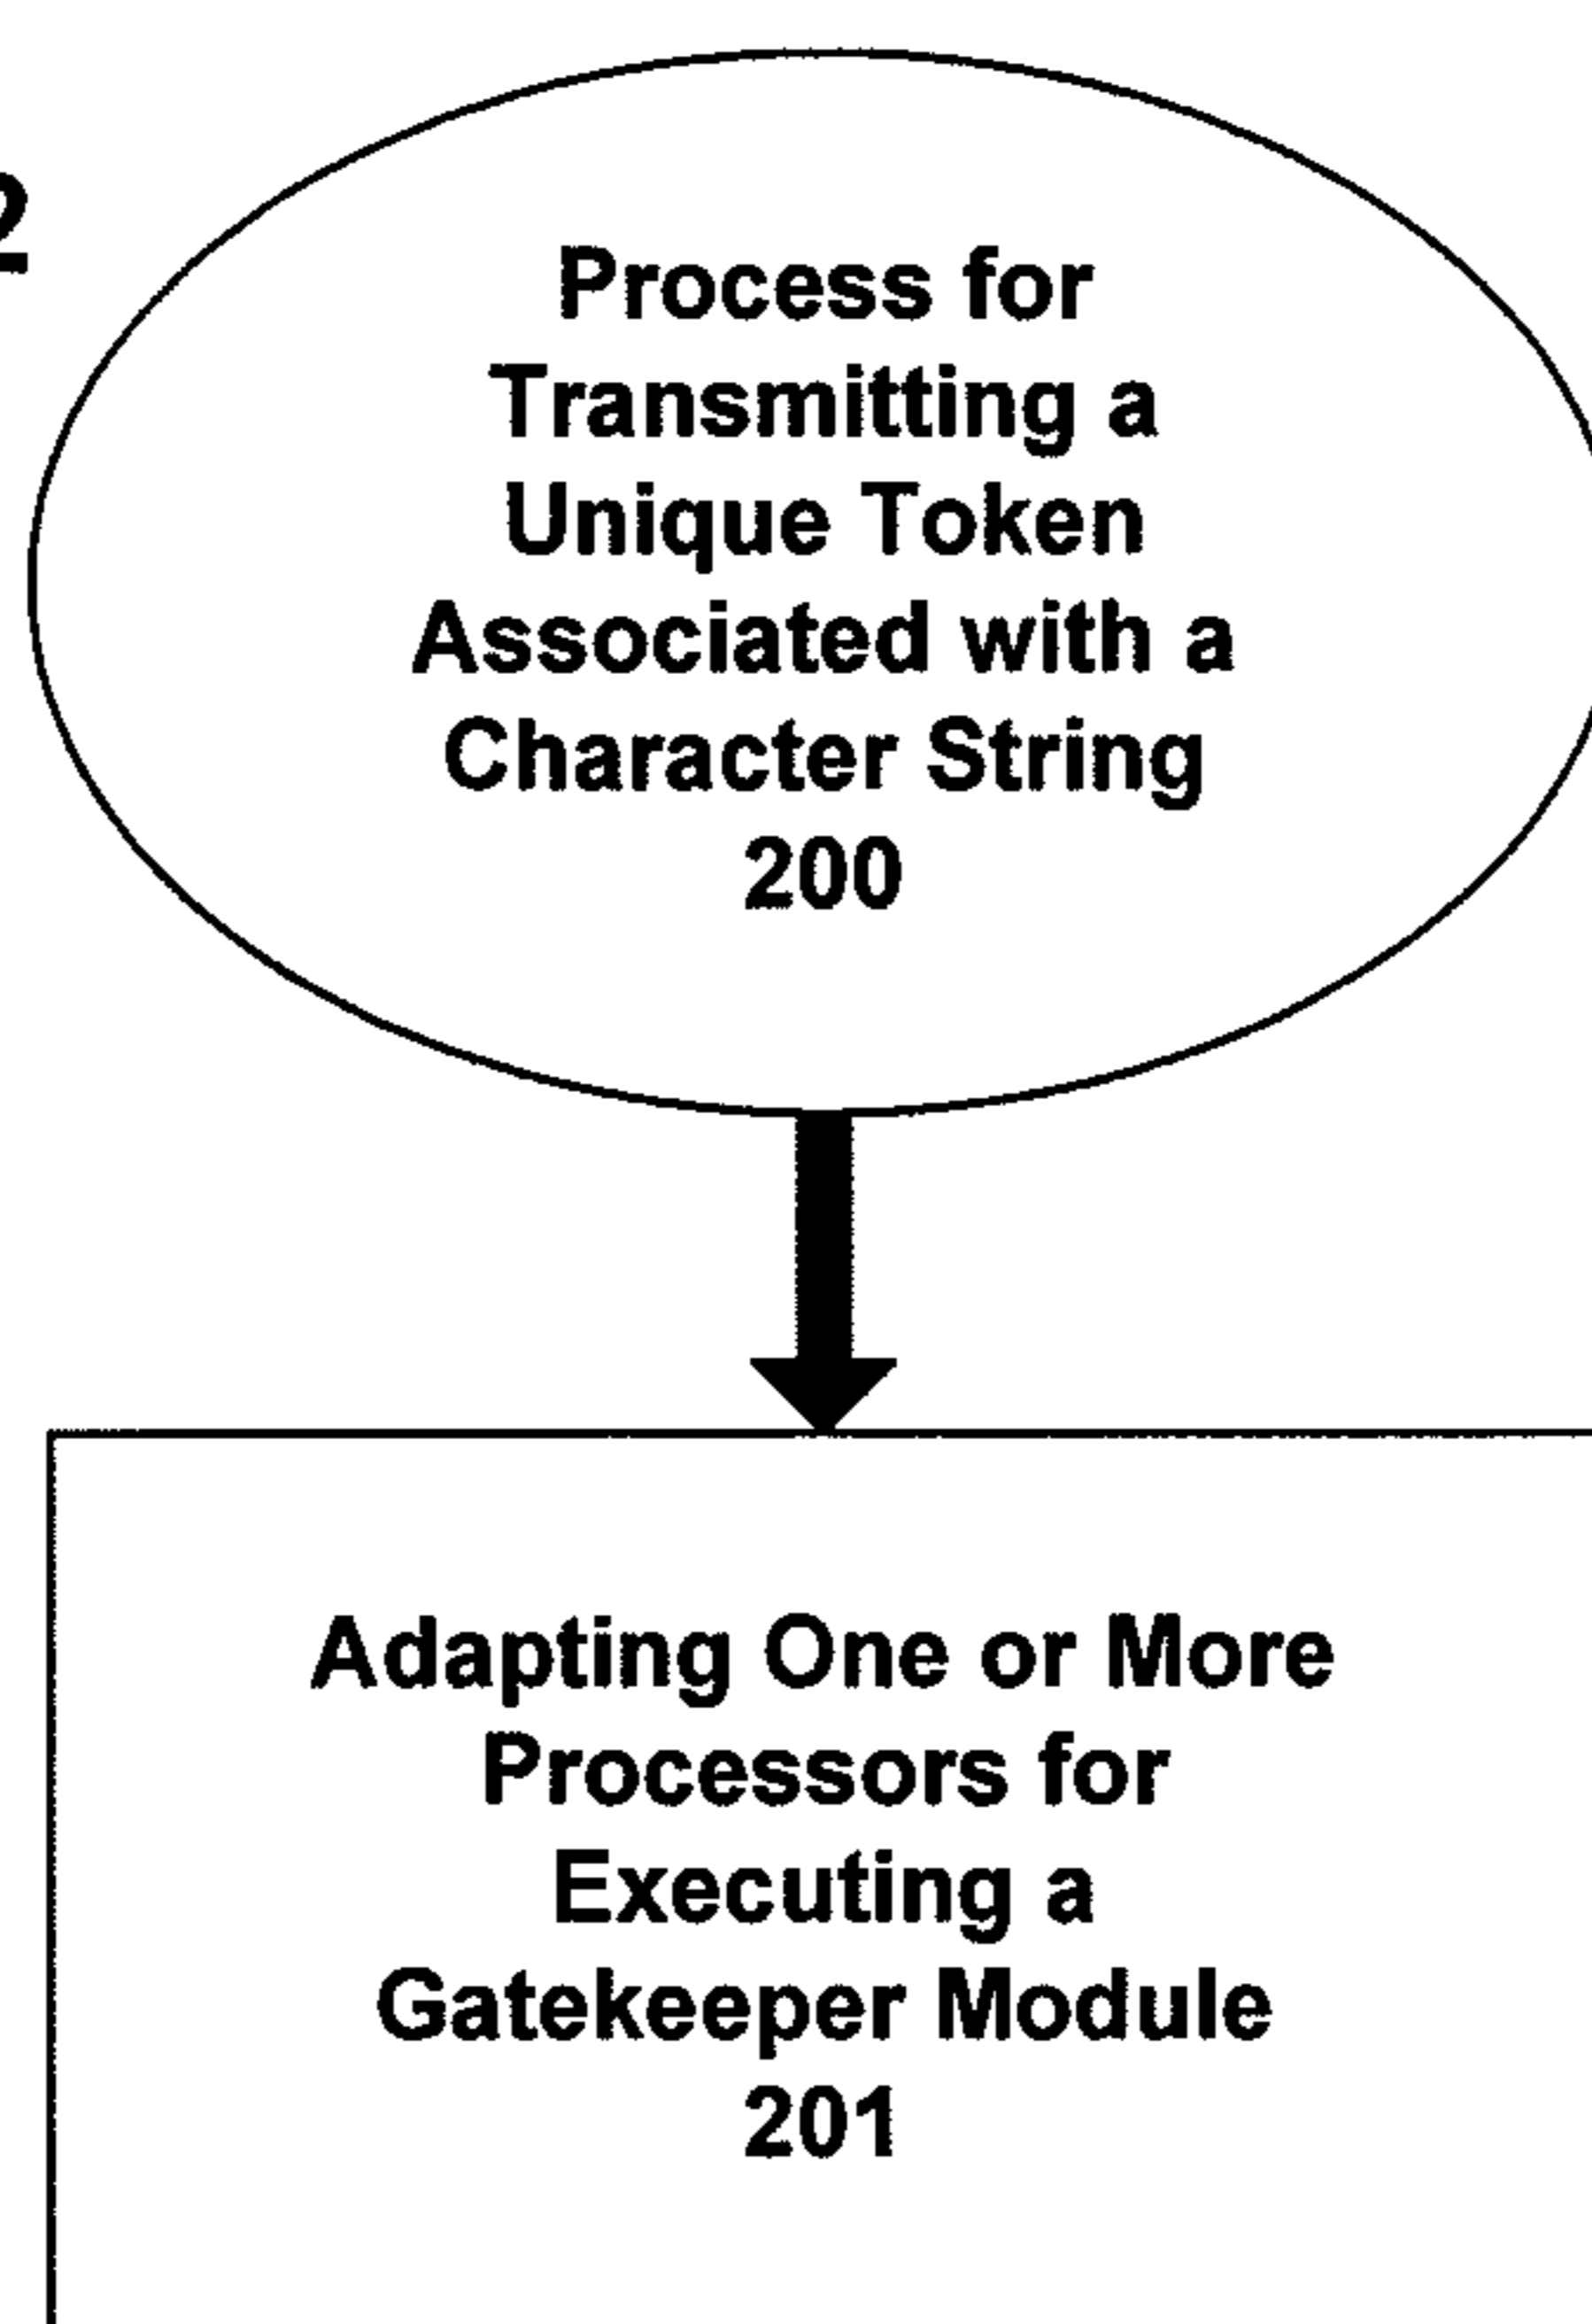 2
Process for
Transmitting a
Unique Token
Associated with a
Character String
200
Adapting One or More
Processors for
Executing a
Gatekeeper Module
201